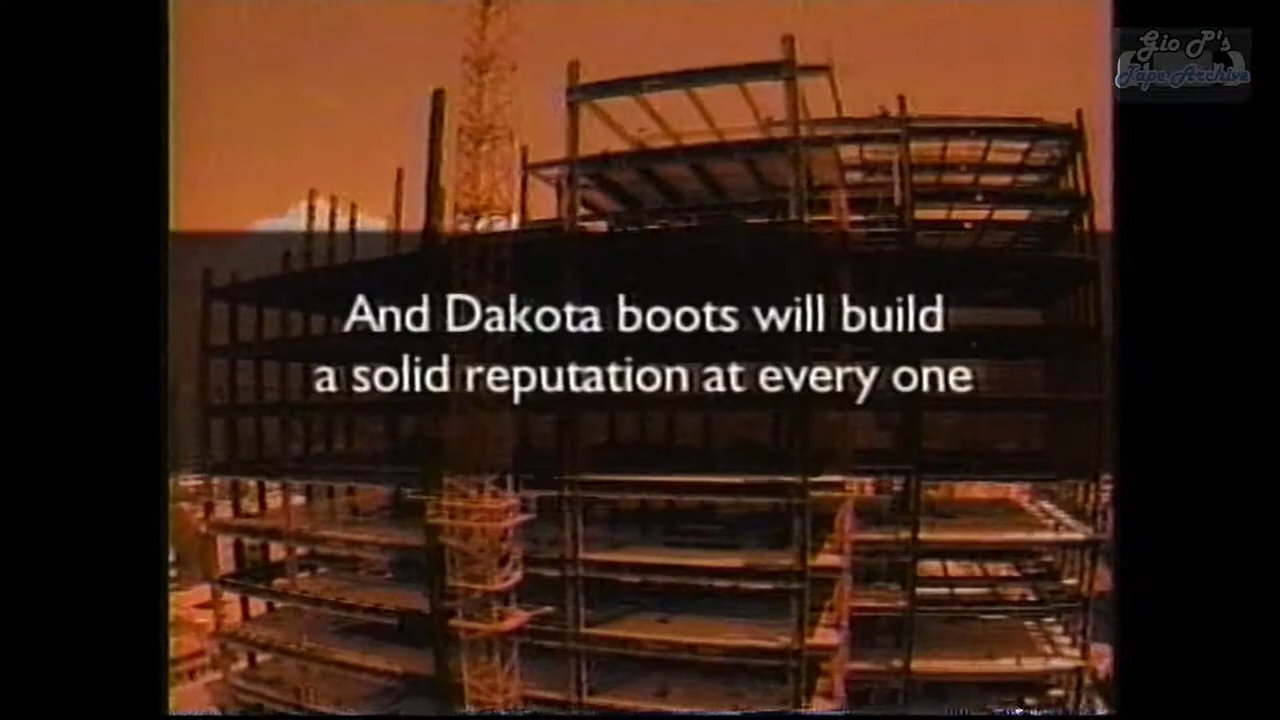 Gio P's
Tape Archive
And Dakota boots will build
a solid reputation at every one